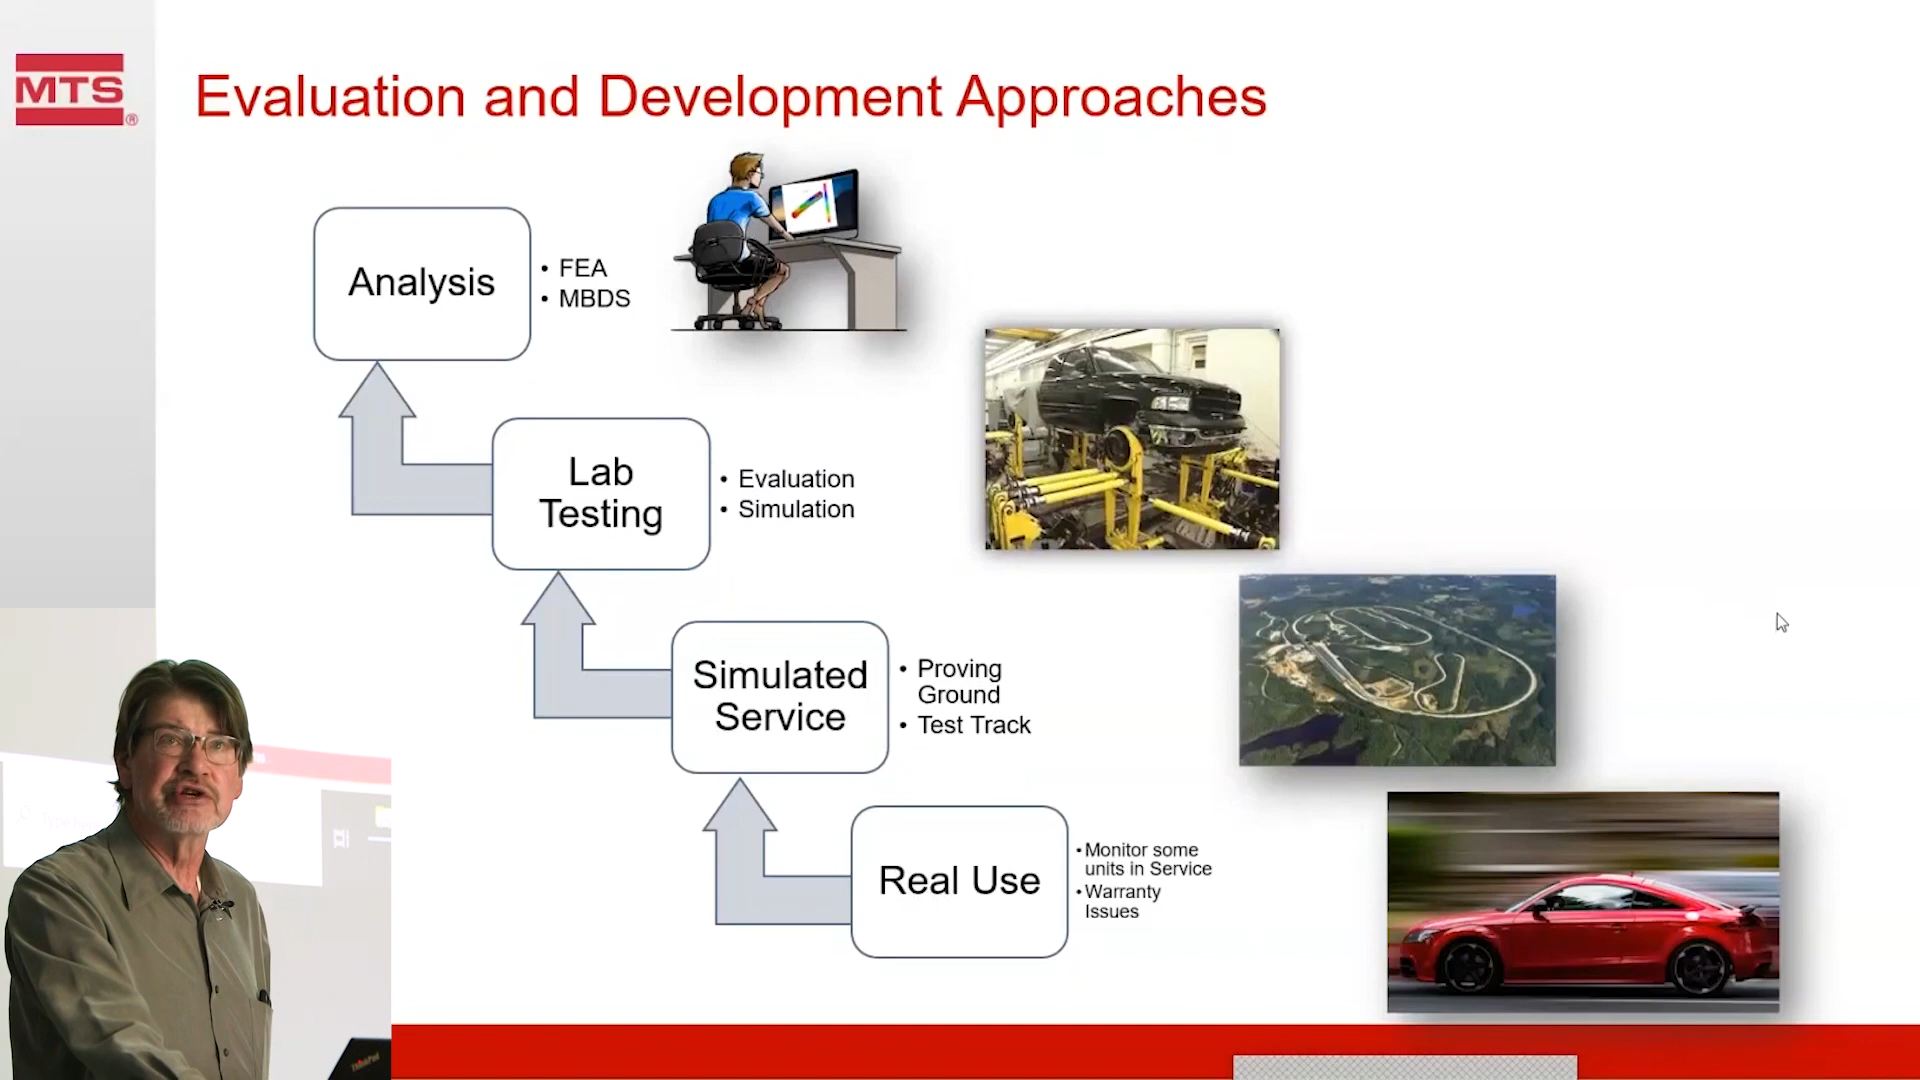 MTS
®
Evaluation and Development Approaches
Analysis
• FEA
• MBDS
Lab
Testing
• Evaluation
• Simulation
Simulated
Service
• Proving
Ground
• Test Track
Real Use
• Monitor some
units in Service
• Warranty
Issues
ThinkPad